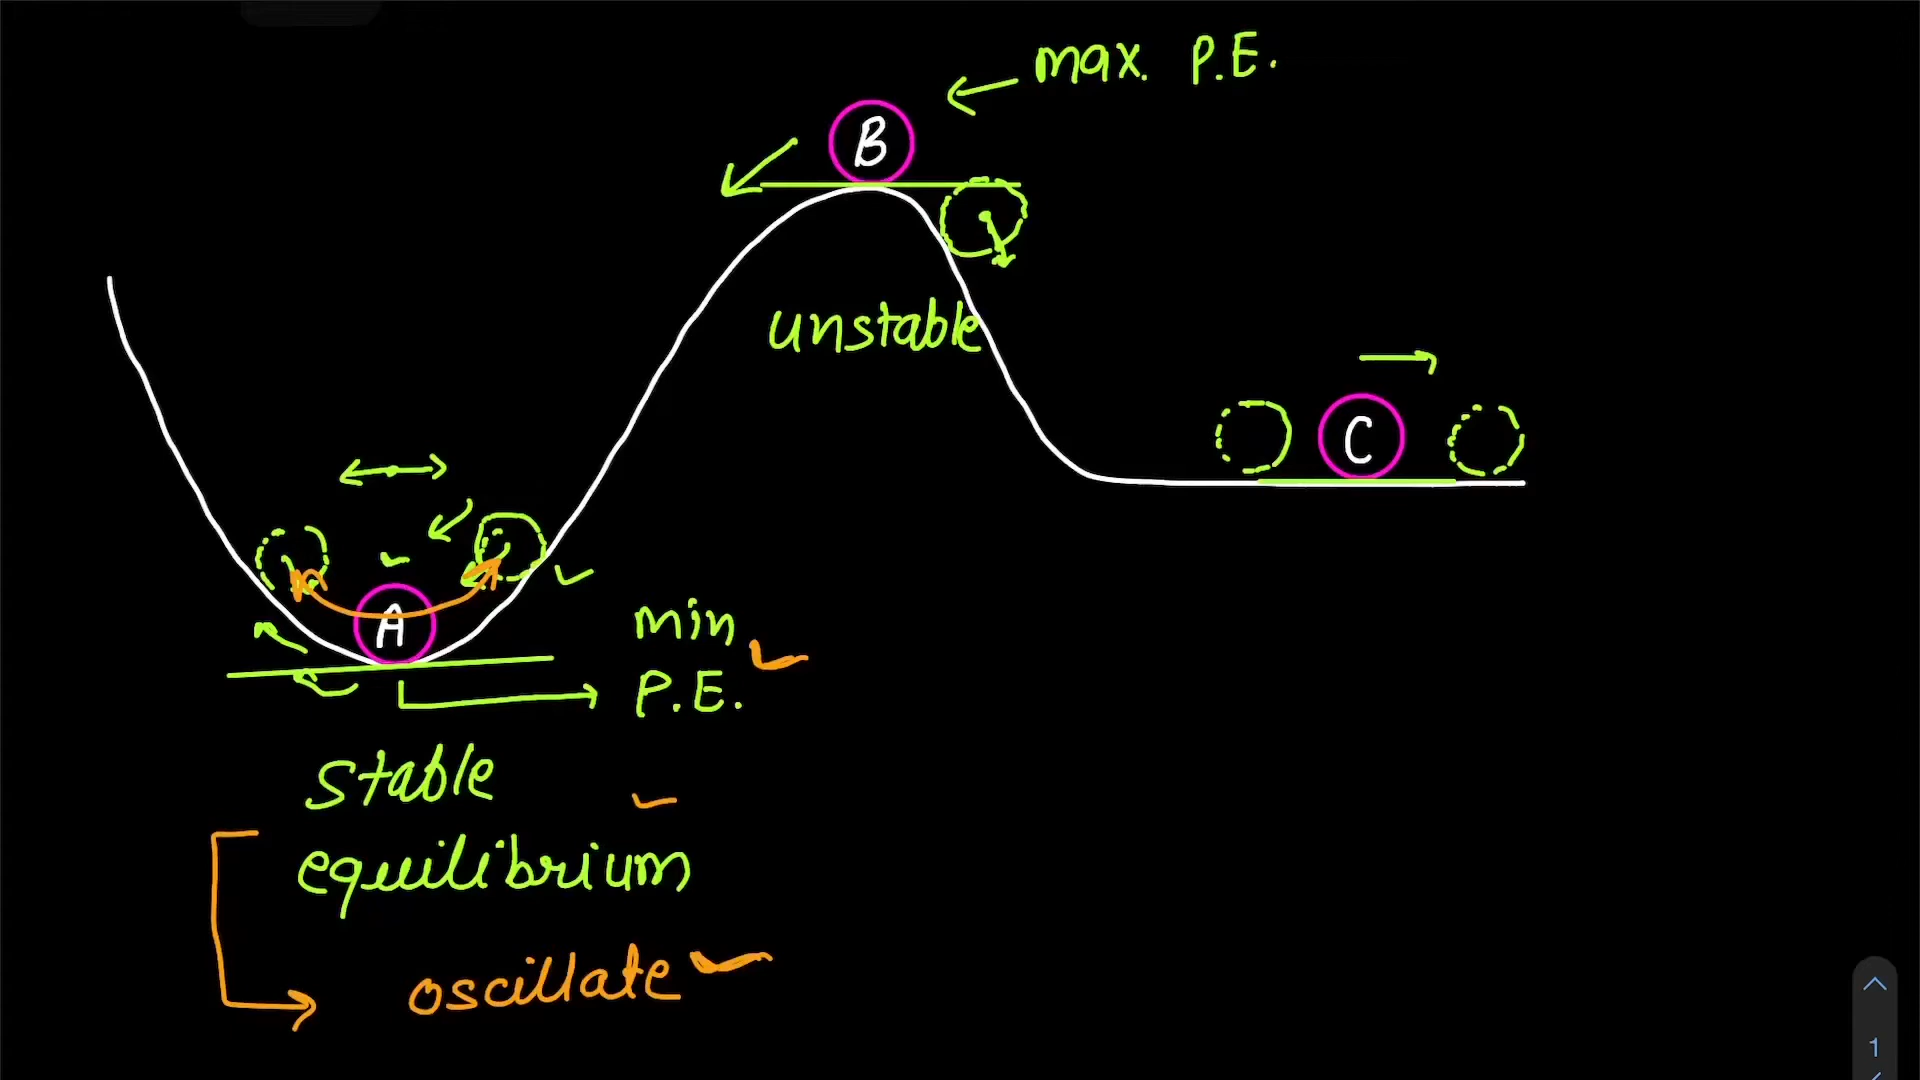 max. P.E.
B
unstable
C
A
min
P.E.
stable
equilibrium
oscillate
1